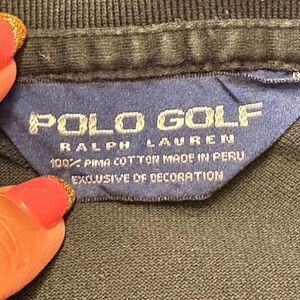 POLO GOLF
RALPH LAUREN
100% PIMA COTTON MADE IN PERU
EXCLUSIVE OF DECORATION